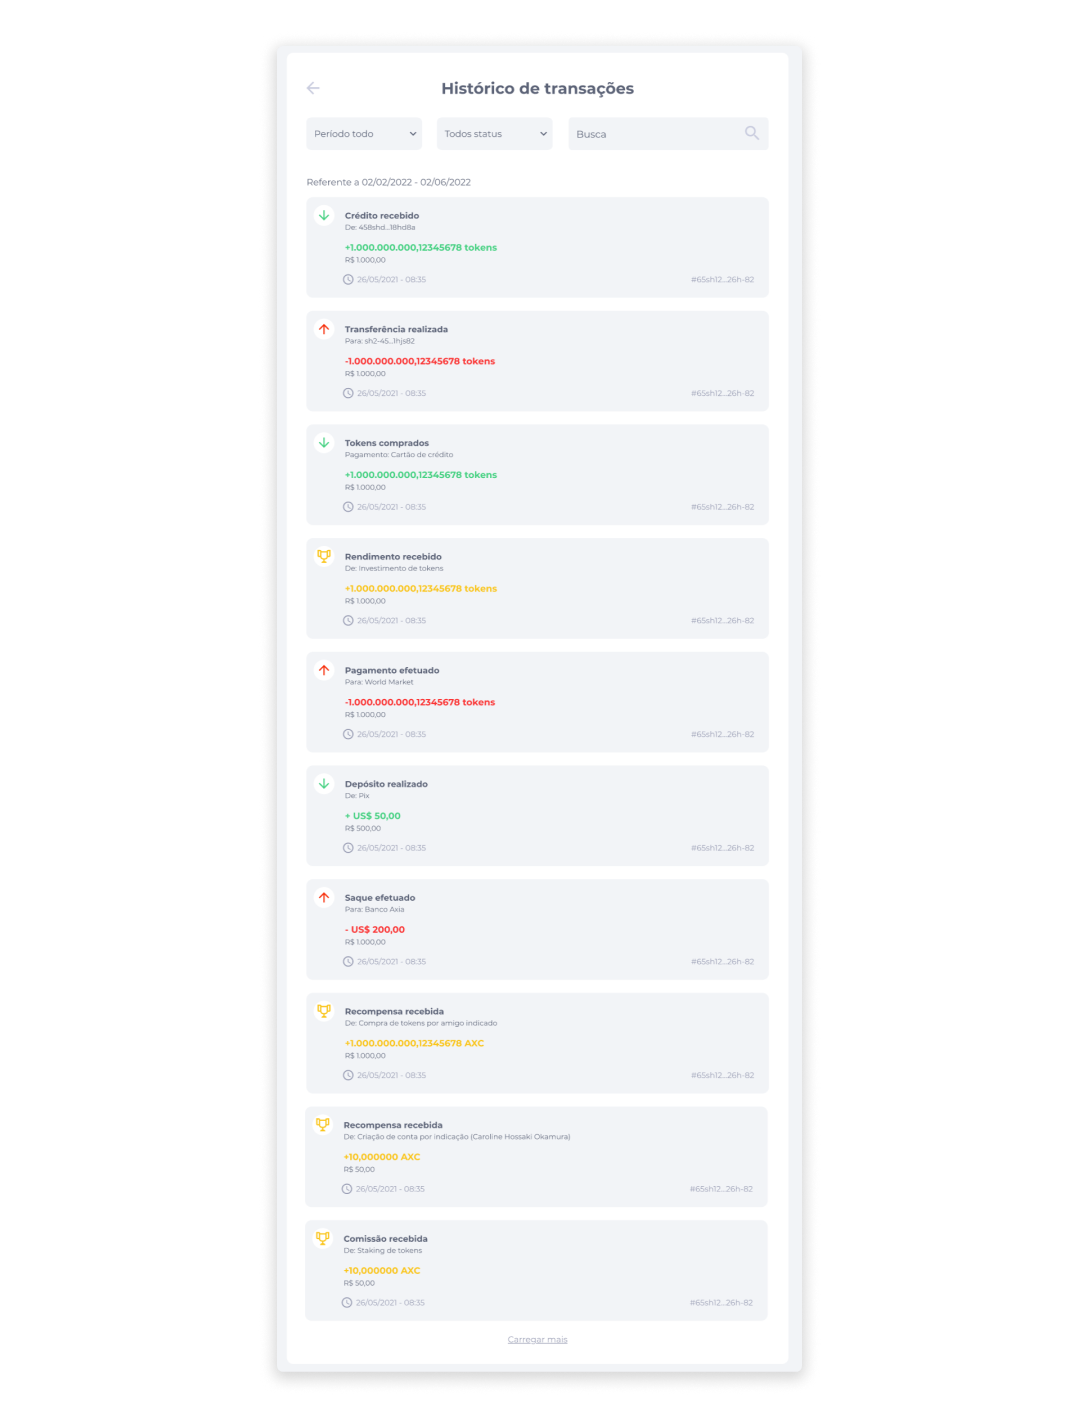 Histórico de transações
Período todo
Todos status
Busca
Referente a 02/02/2022 - 02/06/2022
Crédito recebido
De: 458shd...18hd8a
+1.000.000.000,12345678 tokens
R$ 1.000,00
26/05/2021 - 08:35 #65sh12...26h-82
Transferência realizada
Para: sh2-45...1hjs82
-1.000.000.000,12345678 tokens
R$ 1.000,00
26/05/2021 - 08:35 #65sh12...26h-82
Tokens comprados
Pagamento: Cartão de crédito
+1.000.000.000,12345678 tokens
R$ 1.000,00
26/05/2021 - 08:35 #65sh12...26h-82
Rendimento recebido
De: Investimento de tokens
+1.000.000.000,12345678 tokens
R$ 1.000,00
26/05/2021 - 08:35 #65sh12...26h-82
Pagamento efetuado
Para: World Market
-1.000.000.000,12345678 tokens
R$ 1.000,00
26/05/2021 - 08:35 #65sh12...26h-82
Depósito realizado
De: Pix
+ US$ 50,00
R$ 500,00
26/05/2021 - 08:35 #65sh12...26h-82
Saque efetuado
Para: Banco Axia
- US$ 200,00
R$ 1.000,00
26/05/2021 - 08:35 #65sh12...26h-82
Recompensa recebida
De: Compra de tokens por amigo indicado
+1.000.000.000,12345678 AXC
R$ 1.000,00
26/05/2021 - 08:35 #65sh12...26h-82
Recompensa recebida
De: Criação de conta por indicação (Caroline Hossaki Okamura)
+10,000000 AXC
R$ 50,00
26/05/2021 - 08:35 #65sh12...26h-82
Comissão recebida
De: Staking de tokens
+10,000000 AXC
R$ 50,00
26/05/2021 - 08:35 #65sh12...26h-82
Carregar mais